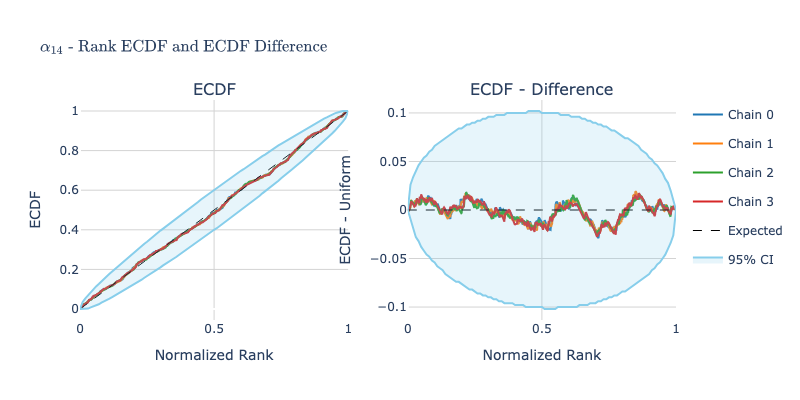 α14 - Rank ECDF and ECDF Difference
ECDF
ECDF - Difference
ECDF
1
0.8
0.6
0.4
0.2
0
0
0.5
1
Normalized Rank
ECDF - Uniform
0.1
0.05
0
−0.05
−0.1
0
0.5
1
Normalized Rank
Chain 0
Chain 1
Chain 2
Chain 3
Expected
95% CI